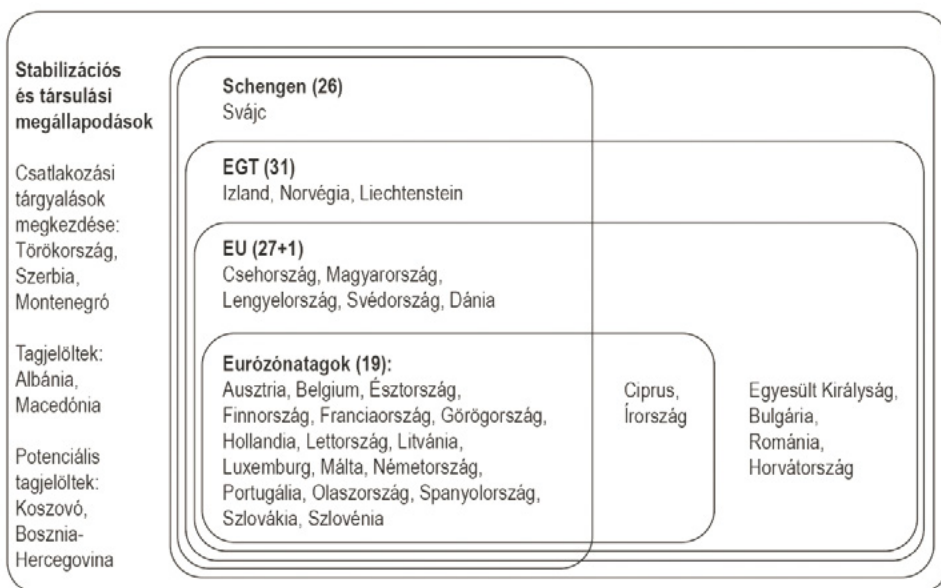 Stabilizációs
és társulási
megállapodások
Csatlakozási
tárgyalások
megkezdése:
Törökország,
Szerbia,
Montenegró
Tagjelöltek:
Albánia,
Macedónia
Potenciális
tagjelöltek:
Koszovó,
Bosznia-
Hercegovina
Schengen (26)
Svájc
EGT (31)
Izland, Norvégia, Liechtenstein
EU (27+1)
Csehország, Magyarország,
Lengyelország, Svédország, Dánia
Eurózónatagok (19):
Ausztria, Belgium, Észtország,
Finnország, Franciaország, Görögország,
Hollandia, Lettország, Litvánia,
Luxemburg, Málta, Németország,
Portugália, Olaszország, Spanyolország,
Szlovákia, Szlovénia
Ciprus,
Írország
Egyesült Királyság,
Bulgária,
Románia,
Horvátország